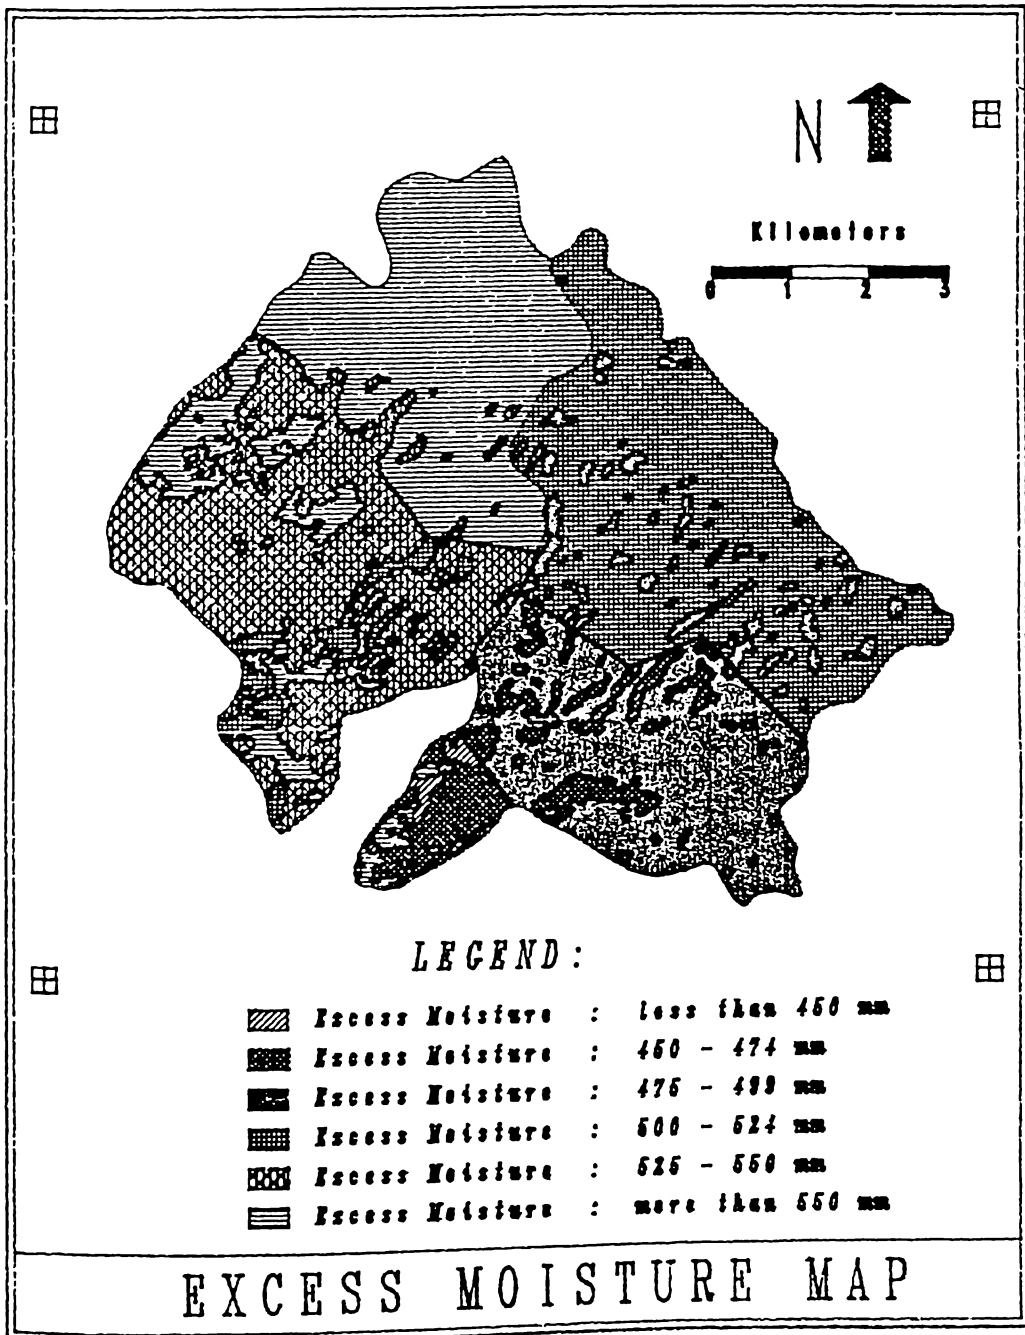 N
Kilometers
0 1 2 3
LEGEND:
Excess Moisture : less than 450 mm
Excess Moisture : 450 - 474 mm
Excess Moisture : 475 - 499 mm
Excess Moisture : 500 - 524 mm
Excess Moisture : 525 - 550 mm
Excess Moisture : more than 550 mm
EXCESS MOISTURE MAP